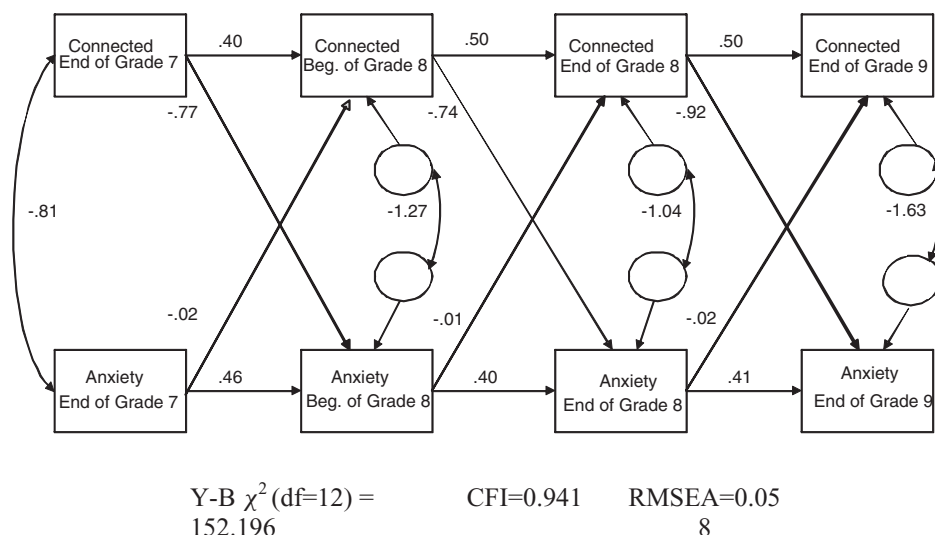 Connected
End of Grade 7
.40
Connected
Beg. of Grade 8
.50
Connected
End of Grade 8
.50
Connected
End of Grade 9
-.77
-.74
-.92
-.81
-1.27
-1.04
-1.63
-.02
-.01
-.02
Anxiety
End of Grade 7
.46
Anxiety
Beg. of Grade 8
.40
Anxiety
End of Grade 8
.41
Anxiety
End of Grade 9
Y-B χ² (df=12) = CFI=0.941 RMSEA=0.05
152.196 8